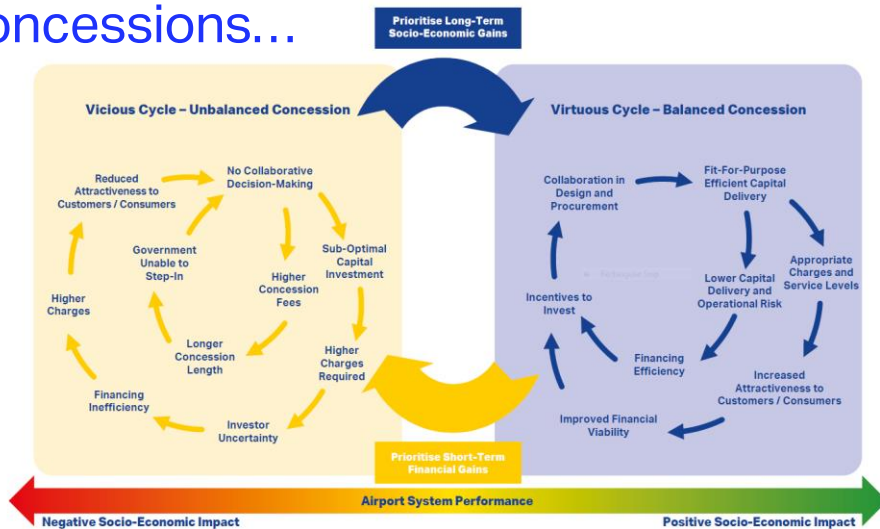 oncessions...
Prioritise Long-Term
Socio-Economic Gains
Vicious Cycle – Unbalanced Concession
No Collaborative
Decision-Making
Sub-Optimal
Capital
Investment
Higher
Charges
Required
Investor
Uncertainty
Financing
Inefficiency
Higher
Charges
Reduced
Attractiveness to
Customers / Consumers
Higher
Concession
Fees
Longer
Concession
Length
Government
Unable to
Step-In
Virtuous Cycle – Balanced Concession
Collaboration in
Design and
Procurement
Fit-For-Purpose
Efficient Capital
Delivery
Appropriate
Charges and
Service Levels
Increased
Attractiveness to
Customers / Consumers
Improved Financial
Viability
Incentives to
Invest
Lower Capital
Delivery and
Operational Risk
Financing
Efficiency
Prioritise Short-Term
Financial Gains
Airport System Performance
Negative Socio-Economic Impact
Positive Socio-Economic Impact